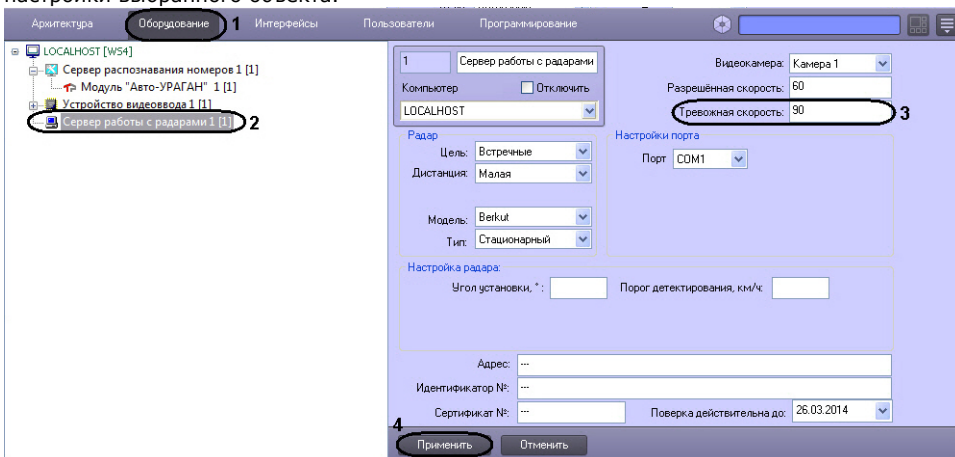 настройки выбранного объекта.
Архитектура Оборудование 1 Интерфейсы Пользователи Программирование
LOCALHOST [WS4]
Сервер распознавания номеров 1 [1]
Модуль "Авто-УРАГАН" 1 [1]
Устройство видеоввода 1 [1]
Сервер работы с радарами 1 [1] 2
1 Сервер работы с радарами
Компьютер Отключить
LOCALHOST
Видеокамера: Камера 1
Разрешённая скорость: 60
Тревожная скорость: 90 3
Радар
Цель: Встречные
Дистанция: Малая
Модель: Berkut
Тип: Стационарный
Настройки порта
Порт COM1
Настройка радара:
Угол установки, ° : Порог детектирования, км/ч:
Адрес: ---
Идентификатор №: ---
Сертификат №: --- Поверка действительна до: 26.03.2014
4
Применить Отменить